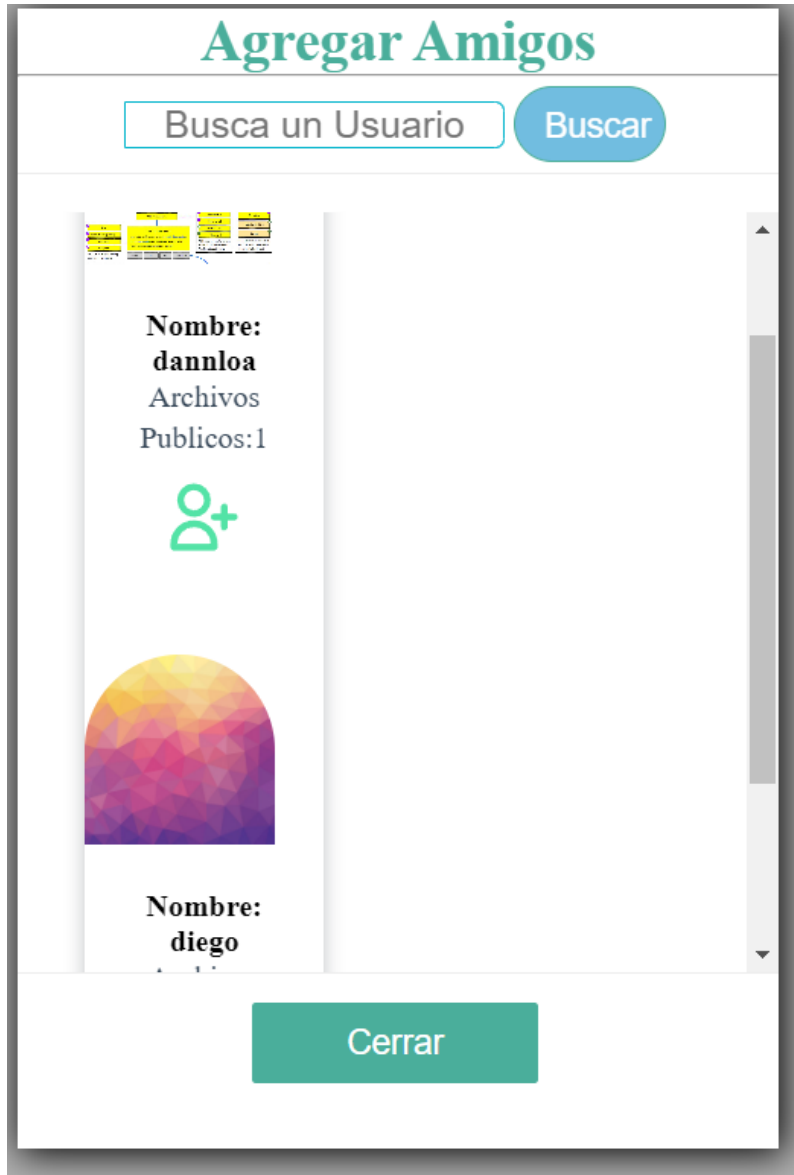 Agregar Amigos
Busca un Usuario
Buscar
Nombre:
dannloa
Archivos
Publicos:1
Nombre:
diego
Cerrar